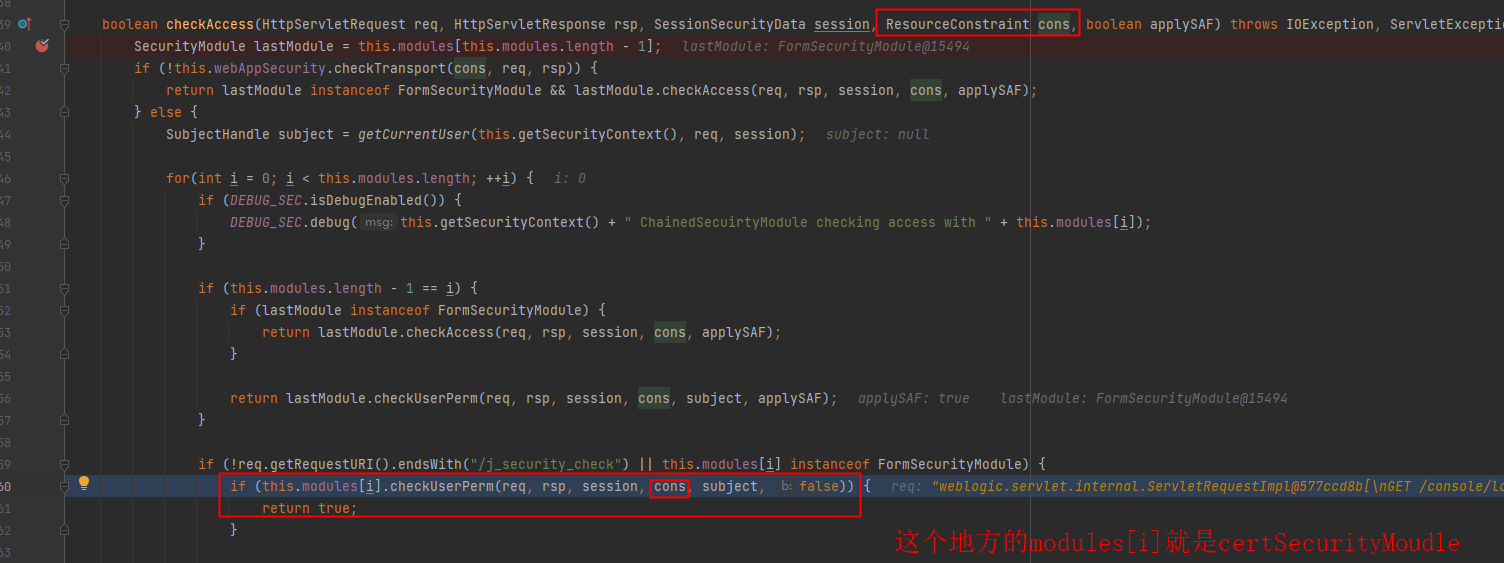 58
59 boolean checkAccess(HttpServletRequest req, HttpServletResponse rsp, SessionSecurityData session, ResourceConstraint cons, boolean applySAF) throws IOException, ServletExceptio
40 SecurityModule lastModule = this.modules[this.modules.length - 1]; lastModule: FormSecurityModule@15494
41 if (!this.webAppSecurity.checkTransport(cons, req, rsp)) {
42 return lastModule instanceof FormSecurityModule && lastModule.checkAccess(req, rsp, session, cons, applySAF);
43 } else {
44 SubjectHandle subject = getCurrentUser(this.getSecurityContext(), req, session); subject: null
45
46 for(int i = 0; i < this.modules.length; ++i) { i: 0
47 if (DEBUG_SEC.isDebugEnabled()) {
48 DEBUG_SEC.debug( msg: this.getSecurityContext() + " ChainedSecuirtyModule checking access with " + this.modules[i]);
49 }
50
51 if (this.modules.length - 1 == i) {
52 if (lastModule instanceof FormSecurityModule) {
53 return lastModule.checkAccess(req, rsp, session, cons, applySAF);
54 }
55
56 return lastModule.checkUserPerm(req, rsp, session, cons, subject, applySAF); applySAF: true lastModule: FormSecurityModule@15494
57 }
58
59 if (!req.getRequestURI().endsWith("/j_security_check") || this.modules[i] instanceof FormSecurityModule) {
60 if (this.modules[i].checkUserPerm(req, rsp, session, cons, subject, b: false)) { req: "weblogic.servlet.internal.ServletRequestImpl@577ccd8b[\nGET /console/lo
61 return true;
62 }
这个地方的modules[i]就是certSecurityMoudle
63